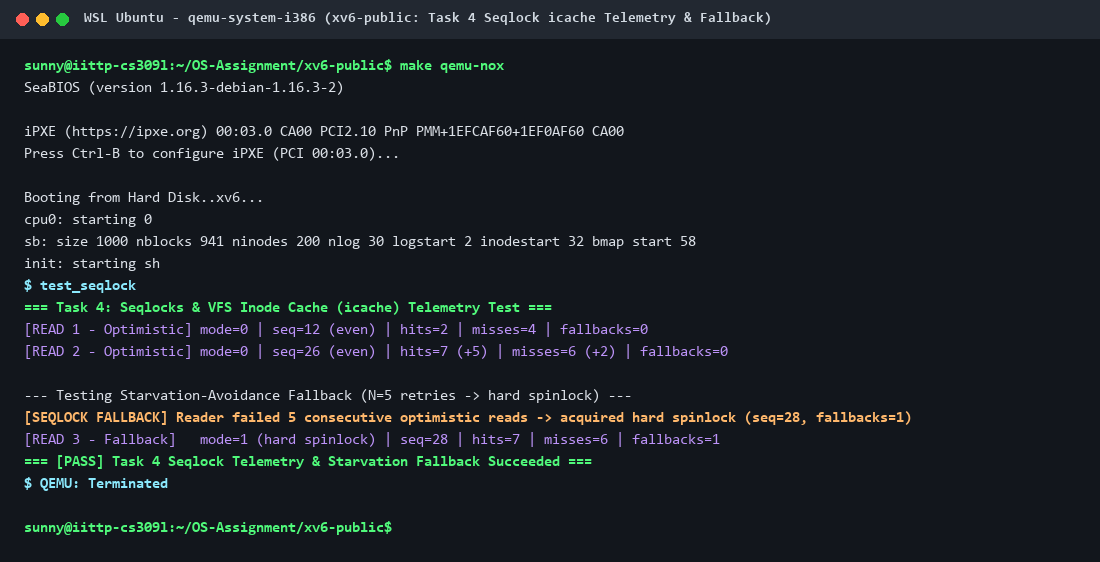 WSL Ubuntu - qemu-system-i386 (xv6-public: Task 4 Seqlock icache Telemetry & Fallback)
sunny@iittp-cs309l:~/OS-Assignment/xv6-public$ make qemu-nox
SeaBIOS (version 1.16.3-debian-1.16.3-2)
iPXE (https://ipxe.org) 00:03.0 CA00 PCI2.10 PnP PMM+1EFCAF60+1EF0AF60 CA00
Press Ctrl-B to configure iPXE (PCI 00:03.0)...
Booting from Hard Disk..xv6...
cpu0: starting 0
sb: size 1000 nblocks 941 ninodes 200 nlog 30 logstart 2 inodestart 32 bmap start 58
init: starting sh
$ test_seqlock
=== Task 4: Seqlocks & VFS Inode Cache (icache) Telemetry Test ===
[READ 1 - Optimistic] mode=0 | seq=12 (even) | hits=2 | misses=4 | fallbacks=0
[READ 2 - Optimistic] mode=0 | seq=26 (even) | hits=7 (+5) | misses=6 (+2) | fallbacks=0
--- Testing Starvation-Avoidance Fallback (N=5 retries -> hard spinlock) ---
[SEQLOCK FALLBACK] Reader failed 5 consecutive optimistic reads -> acquired hard spinlock (seq=28, fallbacks=1)
[READ 3 - Fallback]   mode=1 (hard spinlock) | seq=28 | hits=7 | misses=6 | fallbacks=1
=== [PASS] Task 4 Seqlock Telemetry & Starvation Fallback Succeeded ===
$ QEMU: Terminated
sunny@iittp-cs309l:~/OS-Assignment/xv6-public$